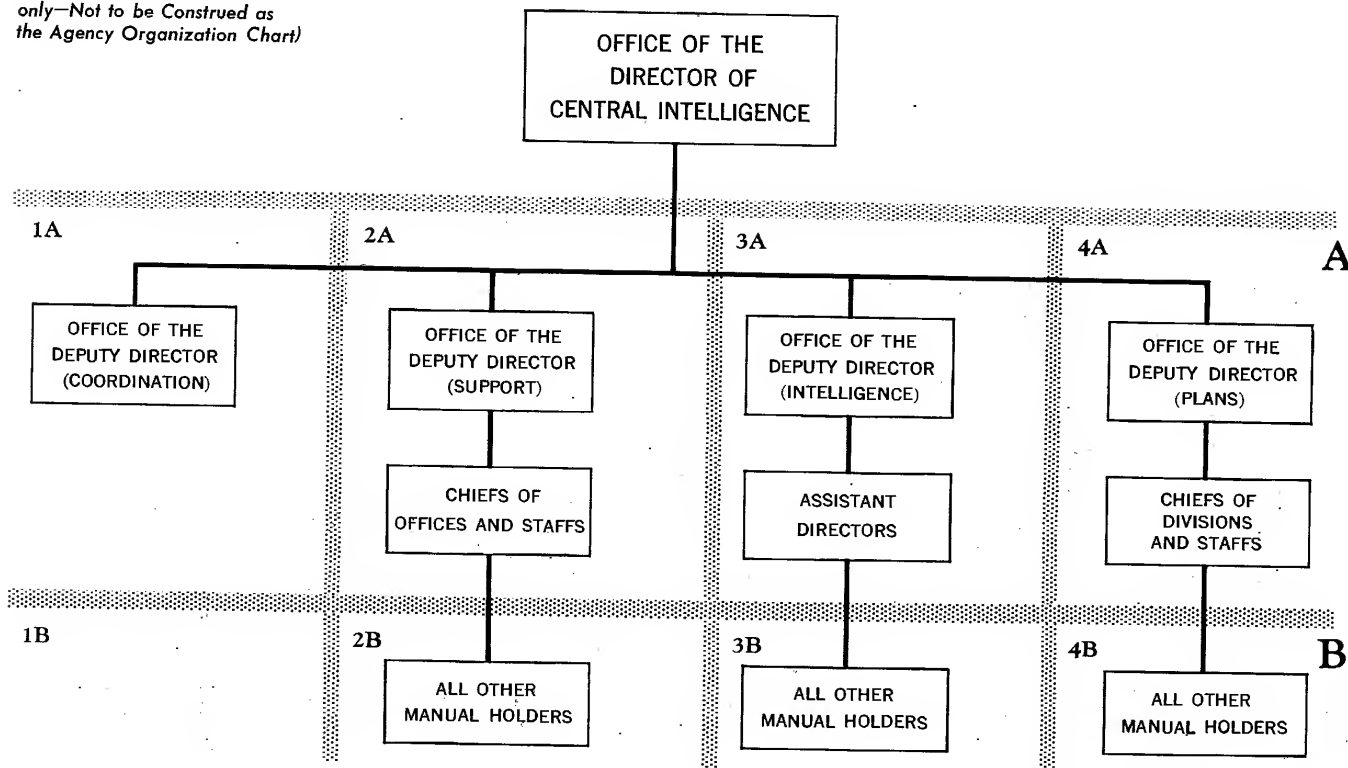 only—Not to be Construed as
the Agency Organization Chart)
OFFICE OF THE
DIRECTOR OF
CENTRAL INTELLIGENCE
1A
2A
3A
4A
A
OFFICE OF THE
DEPUTY DIRECTOR
(COORDINATION)
OFFICE OF THE
DEPUTY DIRECTOR
(SUPPORT)
OFFICE OF THE
DEPUTY DIRECTOR
(INTELLIGENCE)
OFFICE OF THE
DEPUTY DIRECTOR
(PLANS)
CHIEFS OF
OFFICES AND STAFFS
ASSISTANT
DIRECTORS
CHIEFS OF
DIVISIONS
AND STAFFS
1B
2B
3B
4B
B
ALL OTHER
MANUAL HOLDERS
ALL OTHER
MANUAL HOLDERS
ALL OTHER
MANUAL HOLDERS